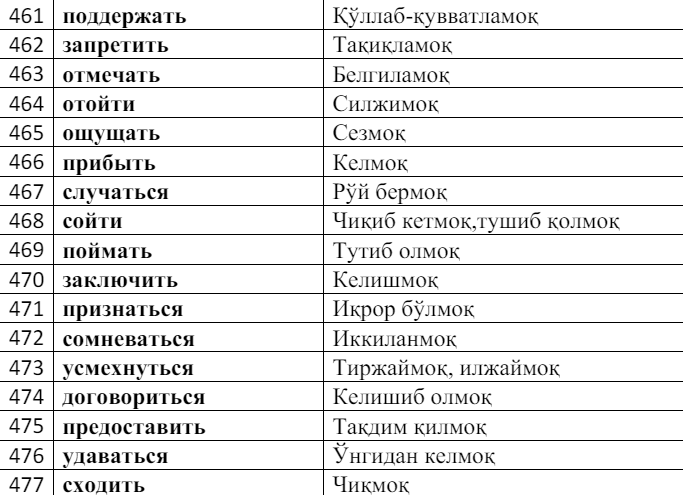 461 поддержать Қўллаб-қувватламоқ
462 запретить Тақиқламоқ
463 отмечать Белгиламоқ
464 отойти Силжимоқ
465 ощущать Сезмоқ
466 прибыть Келмоқ
467 случаться Рўй бермоқ
468 сойти Чиқиб кетмоқ,тушиб қолмоқ
469 поймать Тутиб олмоқ
470 заключить Келишмоқ
471 признаться Иқрор бўлмоқ
472 сомневаться Иккиланмоқ
473 усмехнуться Тиржаймоқ, илжаймоқ
474 договориться Келишиб олмоқ
475 предоставить Тақдим қилмоқ
476 удаваться Ўнгидан келмоқ
477 сходить Чиқмоқ